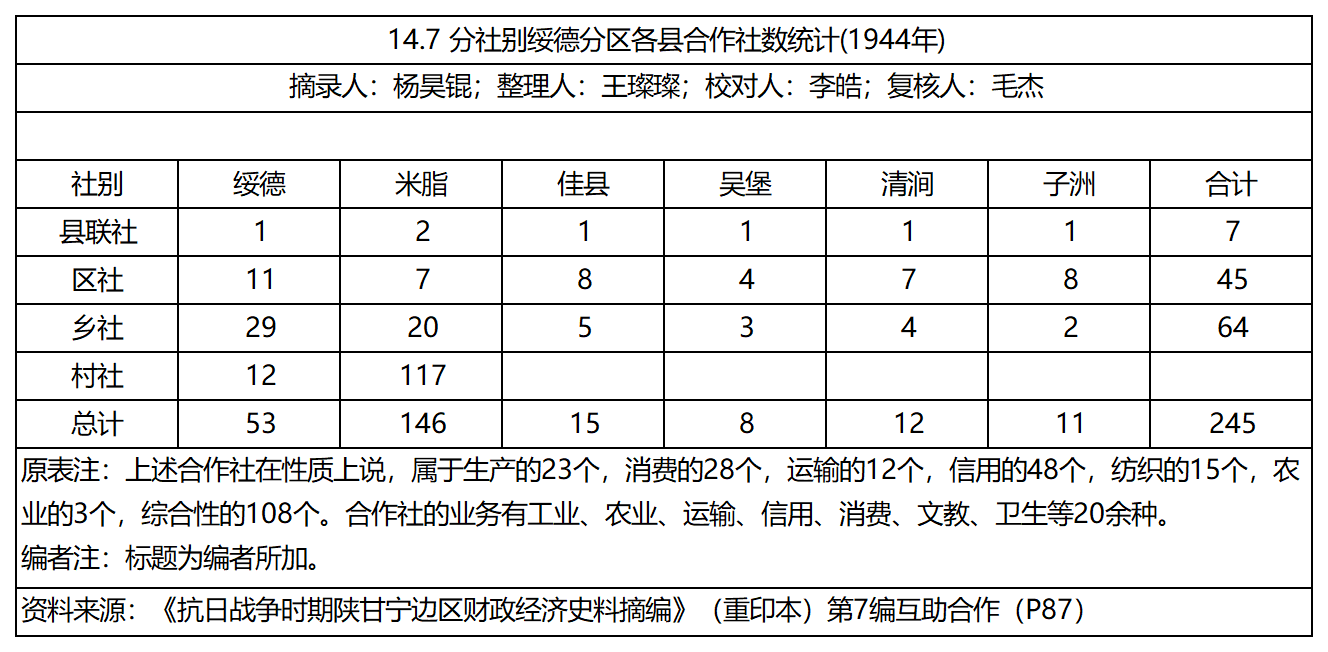 14.7 分社别绥德分区各县合作社数统计(1944年)
摘录人：杨昊锟；整理人：王璨璨；校对人：李皓；复核人：毛杰
社别 绥德 米脂 佳县 吴堡 清涧 子洲 合计
县联社 1 2 1 1 1 1 7
区社 11 7 8 4 7 8 45
乡社 29 20 5 3 4 2 64
村社 12 117
总计 53 146 15 8 12 11 245
原表注：上述合作社在性质上说，属于生产的23个，消费的28个，运输的12个，信用的48个，纺织的15个，农
业的3个，综合性的108个。合作社的业务有工业、农业、运输、信用、消费、文教、卫生等20余种。
编者注：标题为编者所加。
资料来源：《抗日战争时期陕甘宁边区财政经济史料摘编》（重印本）第7编互助合作（P87）